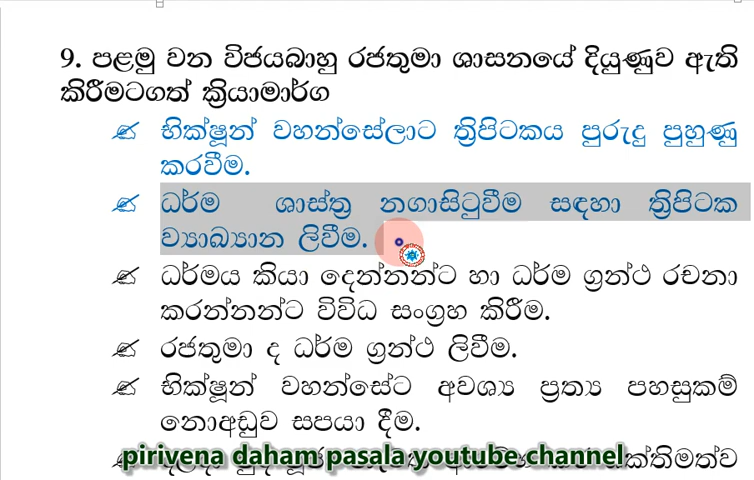 9. පළමු වන විජයබාහු රජතුමා ශාසනයේ දියුණුව ඇති
කිරීමටගත් ක්‍රියාමාර්ග
භික්ෂූන් වහන්සේලාට ත්‍රිපිටකය පුරුදු පුහුණු
කරවීම.
ධර්ම ශාස්ත්‍ර නගාසිටුවීම සඳහා ත්‍රිපිටක
ව්‍යාඛ්‍යාන ලිවීම.
ධර්මය කියා දෙන්නන්ට හා ධර්ම ග්‍රන්ථ රචනා
කරන්නන්ට විවිධ සංග්‍රහ කිරීම.
රජතුමා ද ධර්ම ග්‍රන්ථ ලිවීම.
භික්ෂූන් වහන්සේට අවශ්‍ය ප්‍රත්‍ය පහසුකම්
නොඅඩුව සපයා දීම.
pirivena daham pasala youtube channel